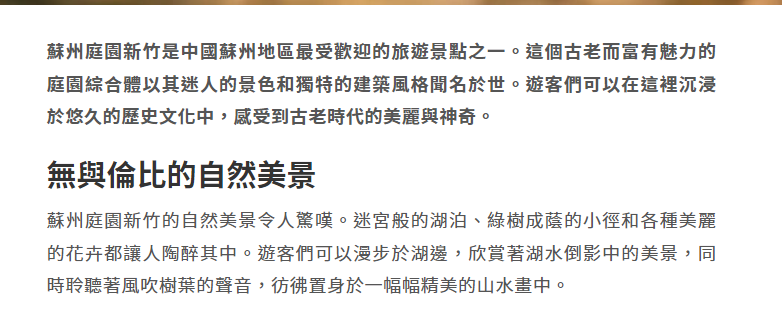 蘇州庭園新竹是中國蘇州地區最受歡迎的旅遊景點之一。這個古老而富有魅力的
庭園綜合體以其迷人的景色和獨特的建築風格聞名於世。遊客們可以在這裡沉浸
於悠久的歷史文化中，感受到古老時代的美麗與神奇。
無與倫比的自然美景
蘇州庭園新竹的自然美景令人驚嘆。迷宮般的湖泊、綠樹成蔭的小徑和各種美麗
的花卉都讓人陶醉其中。遊客們可以漫步於湖邊，欣賞著湖水倒影中的美景，同
時聆聽著風吹樹葉的聲音，彷彿置身於一幅幅精美的山水畫中。